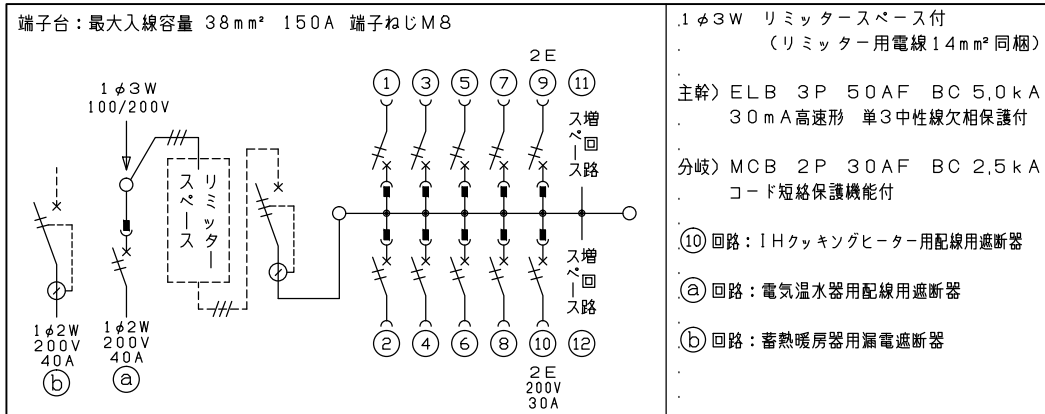 端子台:最大入線容量 38mm² 150A 端子ねじM8
1φ3W
100/200V
リミッター
スペース
1φ2W
200V
40A
b
1φ2W
200V
40A
a
2E
1 3 5 7 9 11
増回路
スペース
増回路
スペース
2 4 6 8 10 12
2E
200V
30A
1φ3W リミッタースペース付
(リミッター用電線14mm²同梱)
主幹)ELB 3P 50AF BC 5,0kA
30mA高速形 単3中性線欠相保護付
分岐)MCB 2P 30AF BC 2,5kA
コード短絡保護機能付
⑩回路:IHクッキングヒーター用配線用遮断器
ⓐ回路:電気温水器用配線用遮断器
ⓑ回路:蓄熱暖房器用漏電遮断器